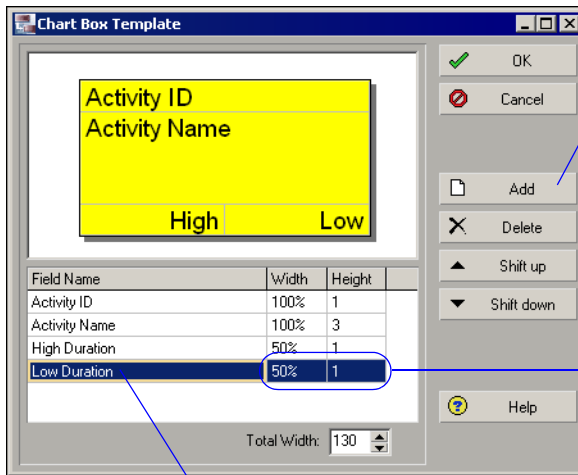 Chart Box Template
Activity ID
Activity Name
High Low
OK
Cancel
Add
Delete
Shift up
Shift down
Help
Field Name Width Height
Activity ID 100% 1
Activity Name 100% 3
High Duration 50% 1
Low Duration 50% 1
Total Width: 130